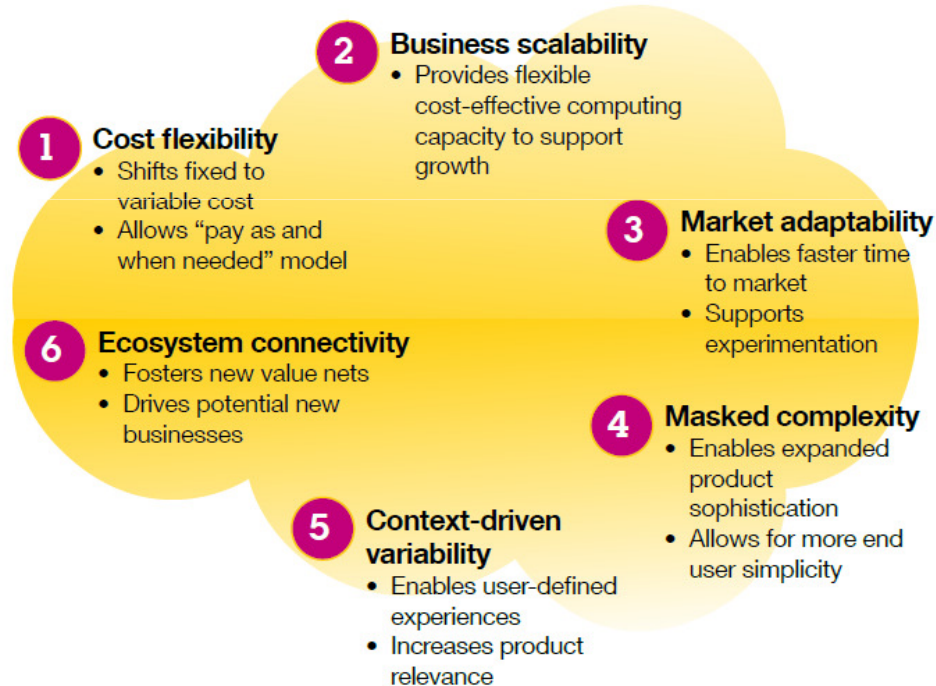 1
Cost flexibility
• Shifts fixed to
variable cost
• Allows “pay as and
when needed” model
2
Business scalability
• Provides flexible
cost-effective computing
capacity to support
growth
3
Market adaptability
• Enables faster time
to market
• Supports
experimentation
4
Masked complexity
• Enables expanded
product
sophistication
• Allows for more end
user simplicity
5
Context-driven
variability
• Enables user-defined
experiences
• Increases product
relevance
6
Ecosystem connectivity
• Fosters new value nets
• Drives potential new
businesses